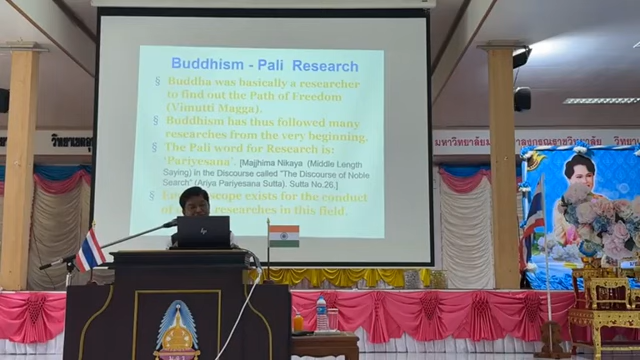 Buddhism - Pali Research
§ Buddha was basically a researcher
to find out the Path of Freedom
(Vimutti Magga).
§ Buddhism has thus followed many
researches from the very beginning.
§ The Pali word for Research is:
'Pariyesana'. [Majjhima Nikaya (Middle Length
Saying) in the Discourse called "The Discourse of Noble
Search" (Ariya Pariyesana Sutta). Sutta No.26.]
§ scope exists for the conduct
of researches in this field.